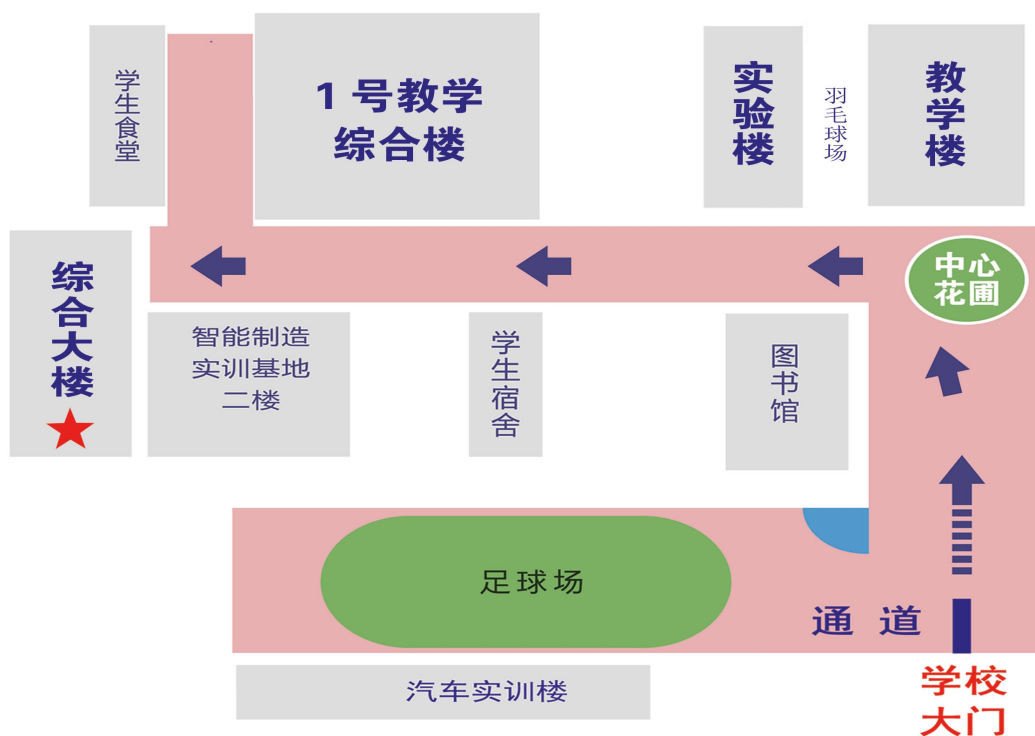 学生食堂
1号教学
综合楼
实验楼
羽毛球场
教学楼
综合大楼
中心
花圃
智能制造
实训基地
二楼
学生宿舍
图书馆
足球场
通道
汽车实训楼
学校
大门